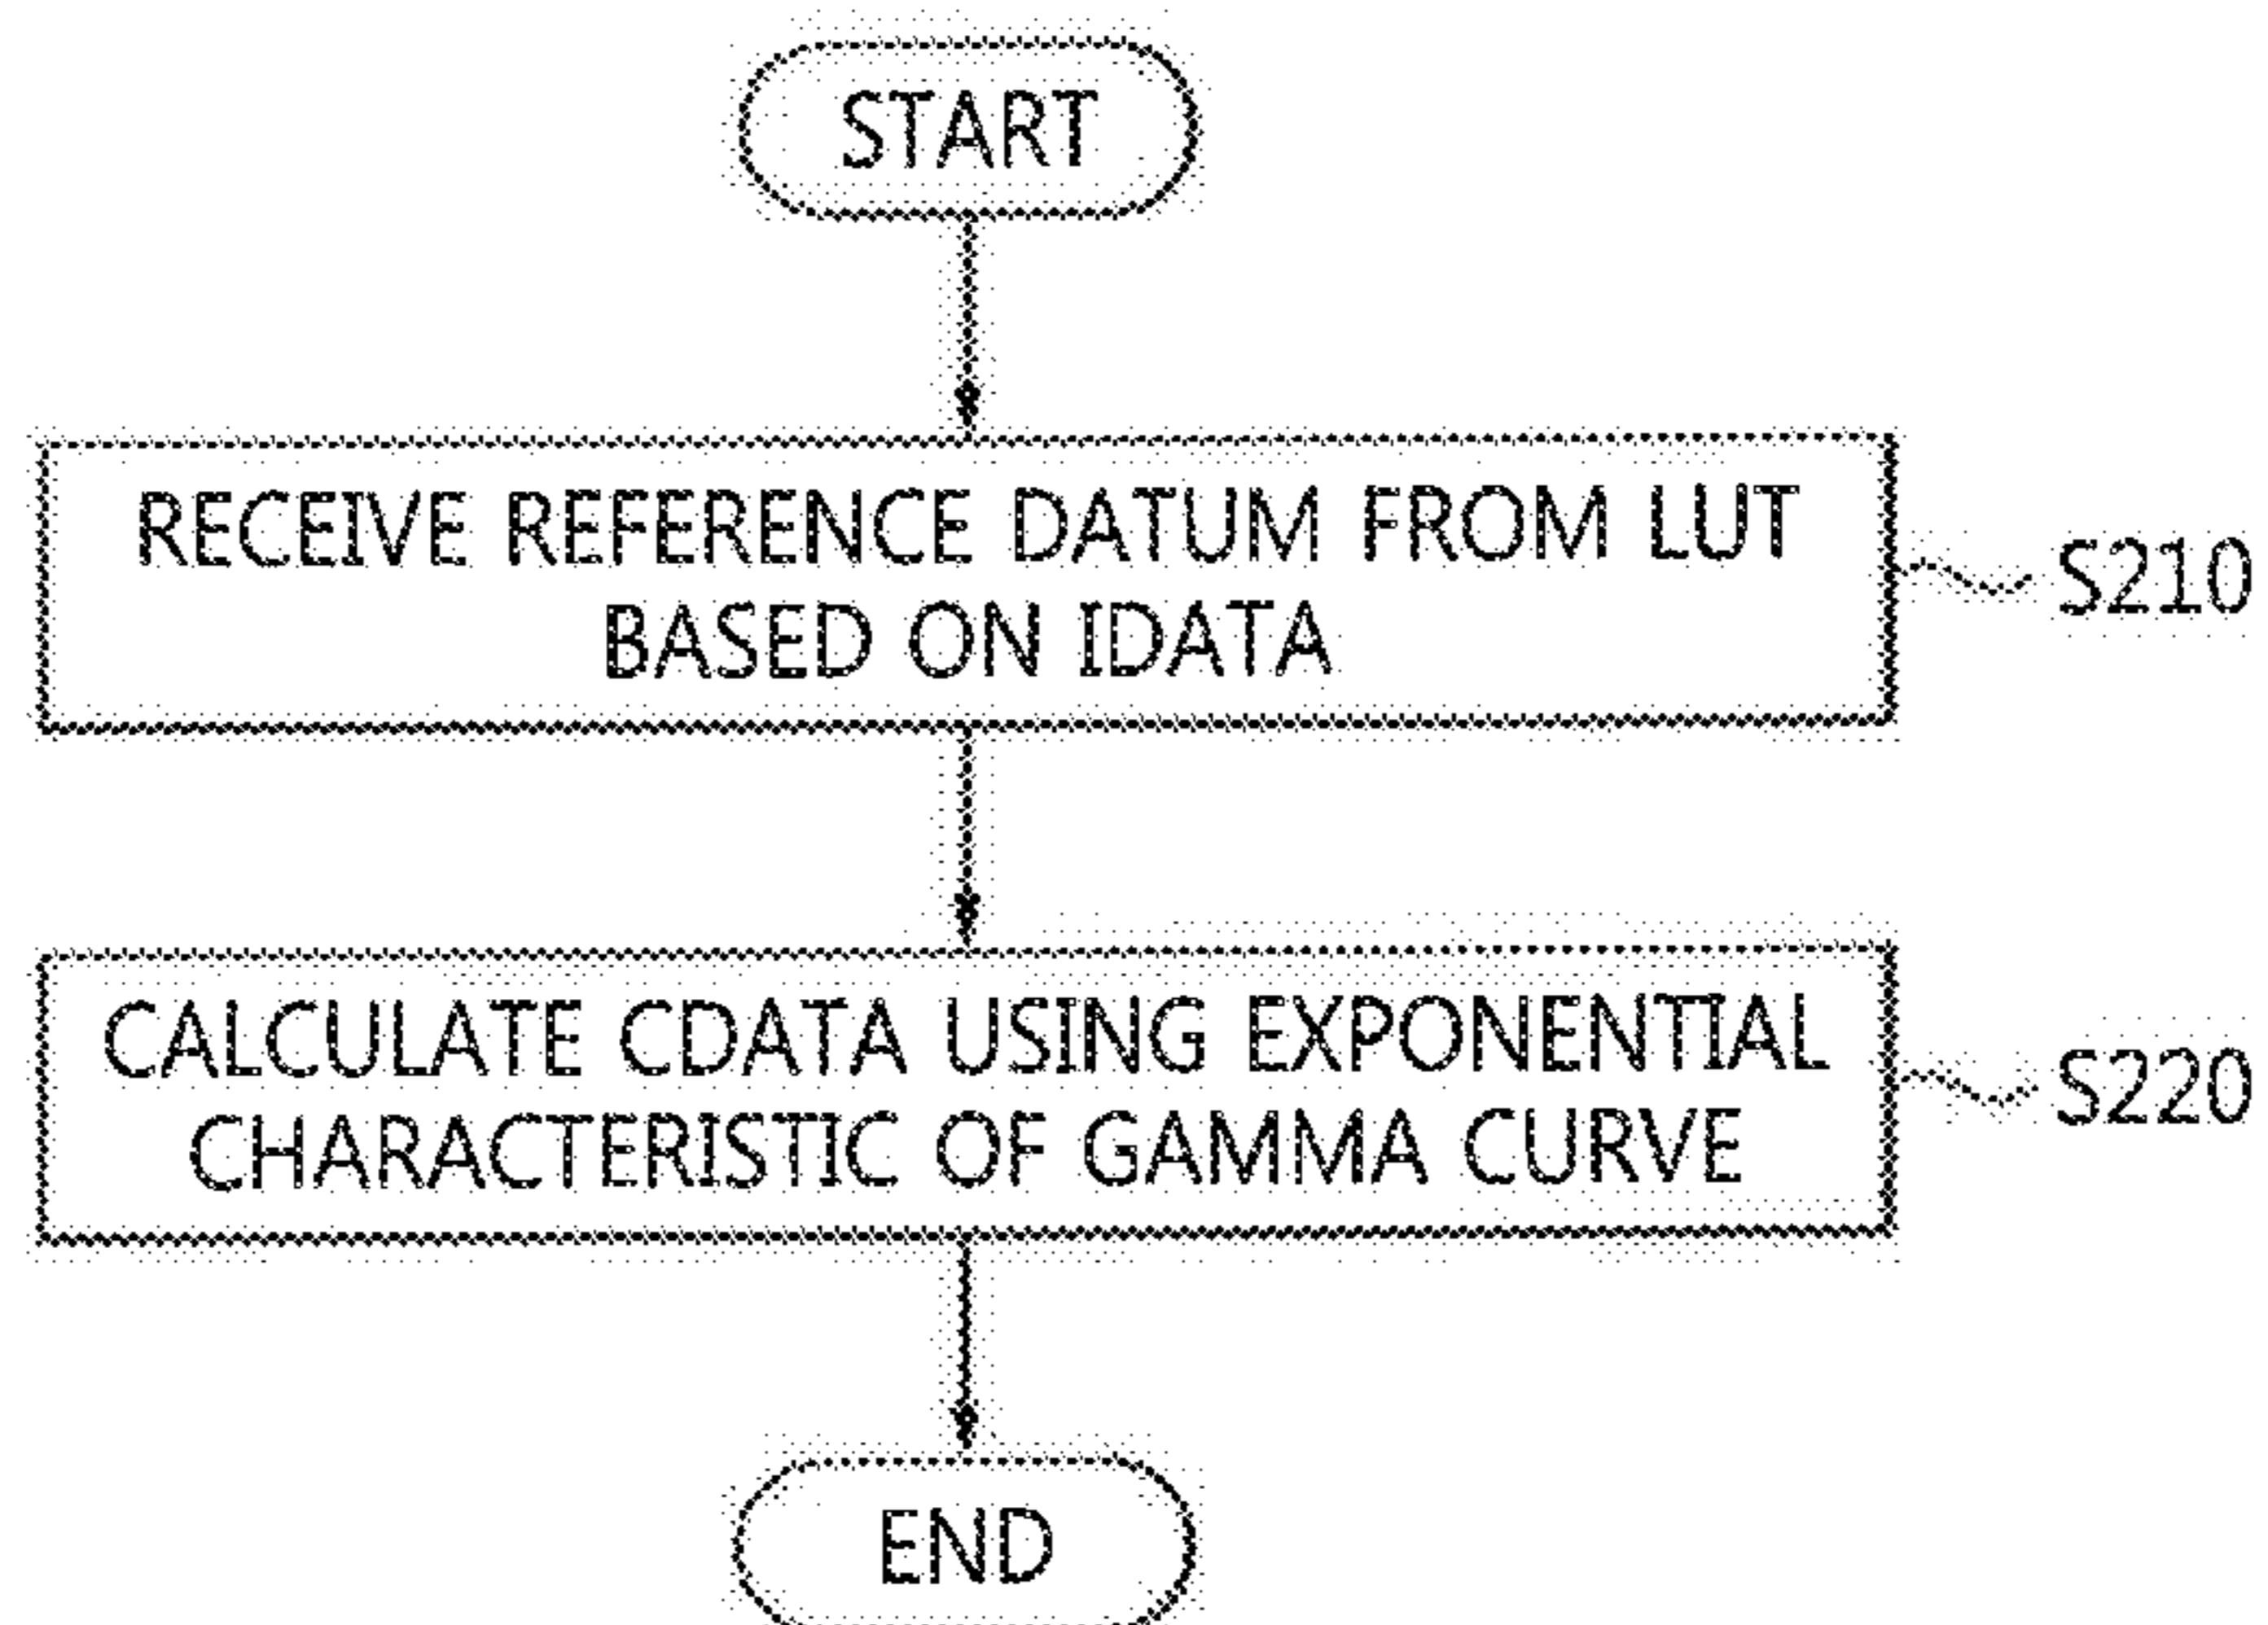 START
RECEIVE REFERENCE DATUM FROM LUT
BASED ON IDATA
S210
CALCULATE CDATA USING EXPONENTIAL
CHARACTERISTIC OF GAMMA CURVE
S220
END